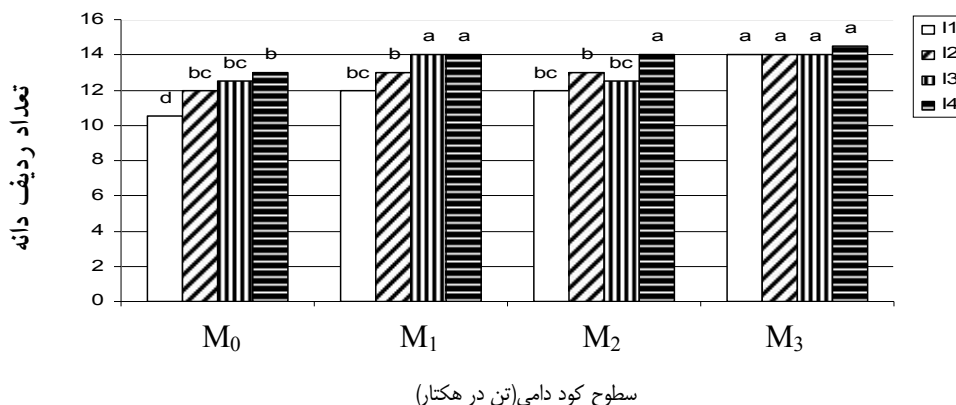 16
14
12
10
8
6
4
2
0
تعداد ردیف دانه
d bc bc b
bc b a a
bc b bc a
a a a a
I1
I2
I3
I4
M₀ M₁ M₂ M₃
سطوح کود دامی(تن در هکتار)